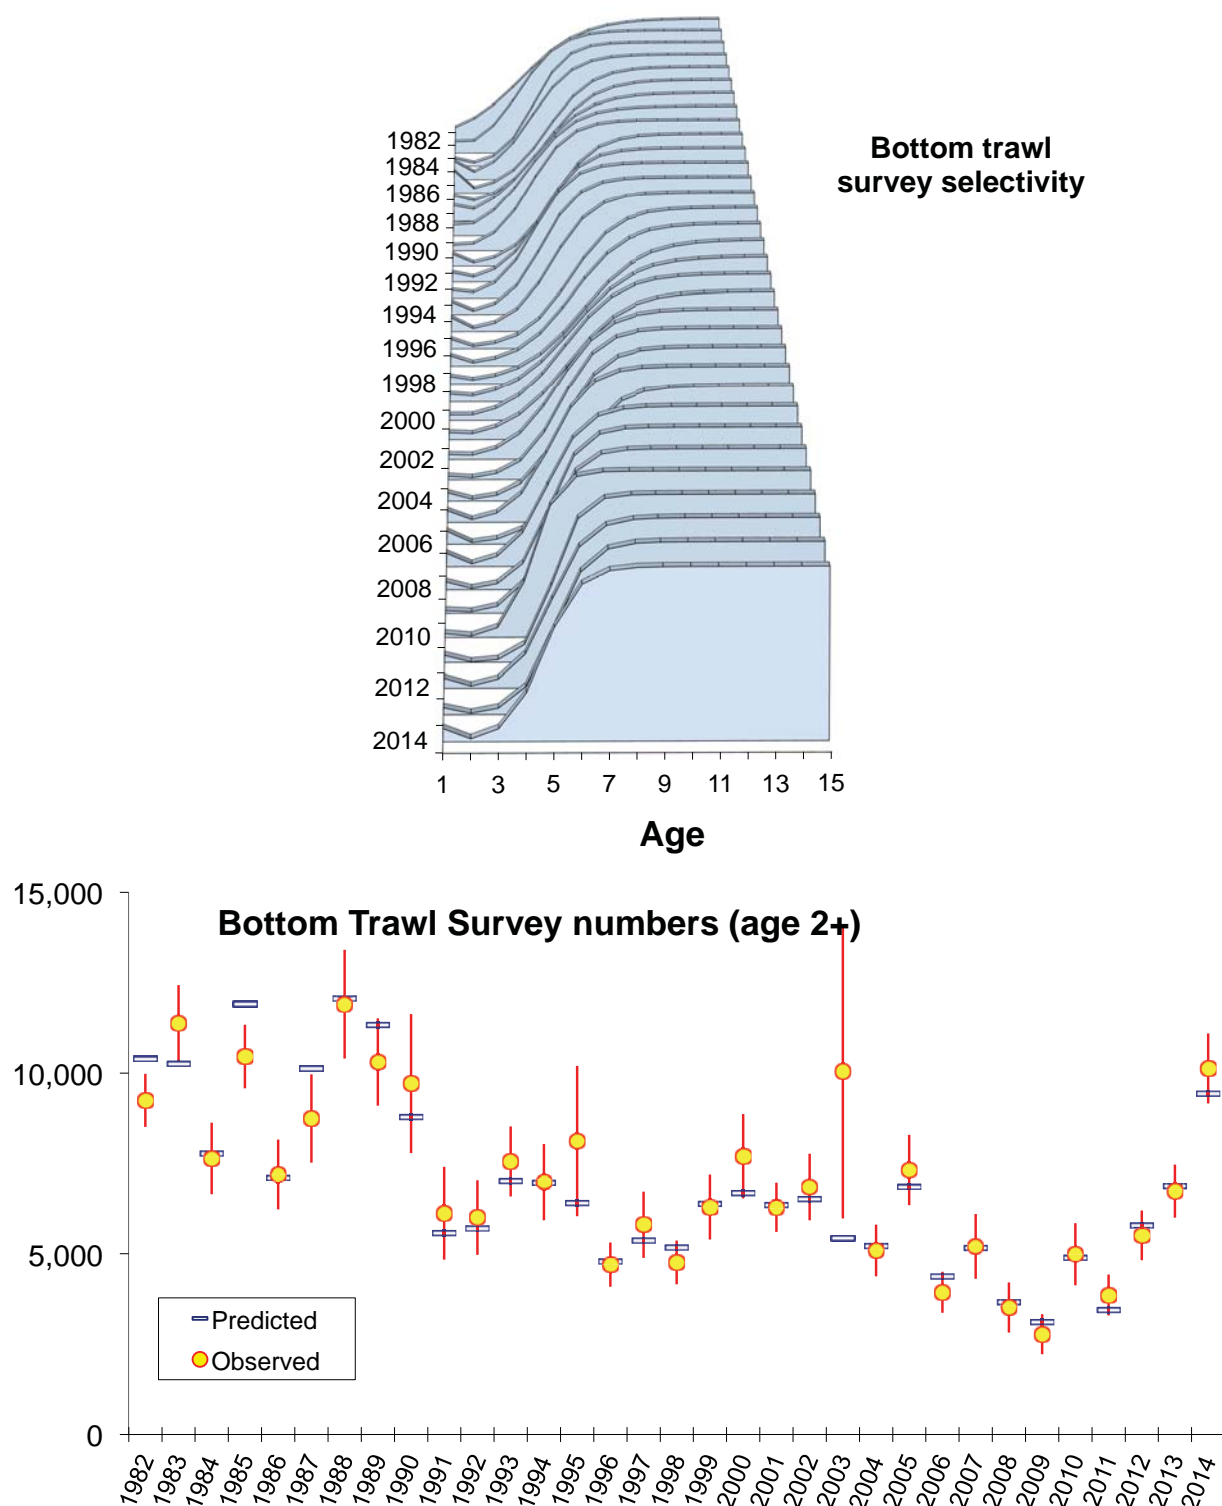 Bottom trawl
survey selectivity
1982
1984
1986
1988
1990
1992
1994
1996
1998
2000
2002
2004
2006
2008
2010
2012
2014
1 3 5 7 9 11 13 15
Age
15,000
Bottom Trawl Survey numbers (age 2+)
10,000
5,000
Predicted
Observed
0
1982 1983 1984 1985 1986 1987 1988 1989 1990 1991 1992 1993 1994 1995 1996 1997 1998 1999 2000 2001 2002 2003 2004 2005 2006 2007 2008 2009 2010 2011 2012 2013 2014